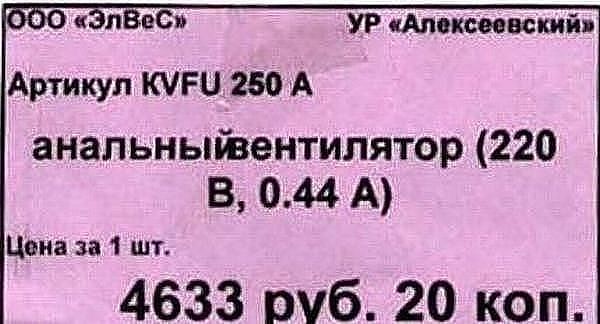 ООО «ЭлВеС» УР «Алексеевский»
Артикул KVFU 250 А
анальныйвентилятор (220
В, 0.44 А)
Цена за 1 шт.
4633 руб. 20 коп.